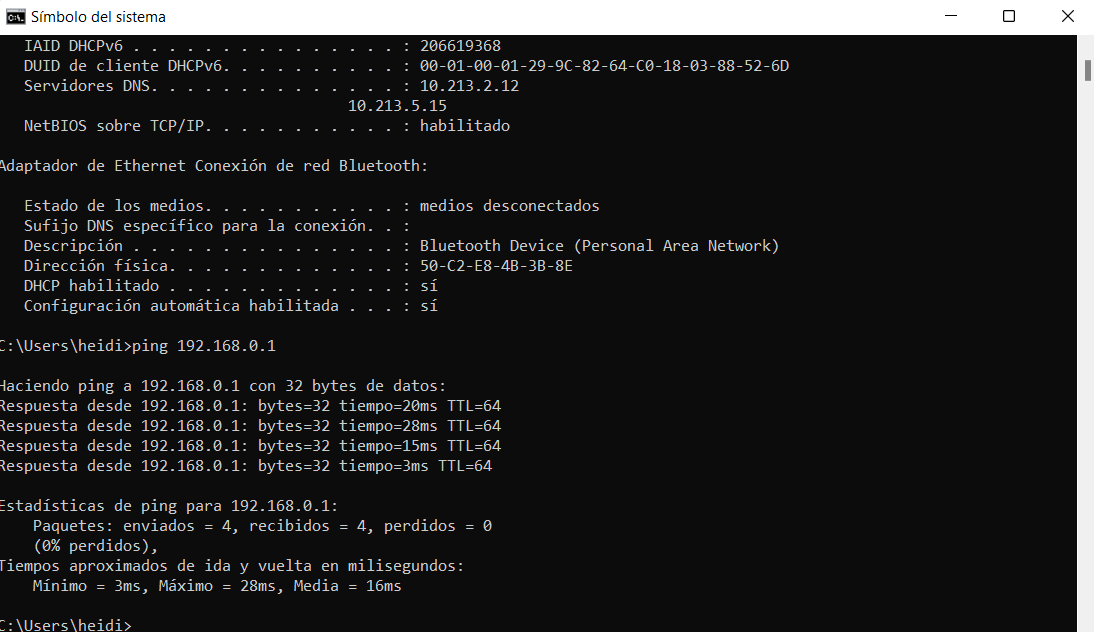 Símbolo del sistema
IAID DHCPv6 . . . . . . . . . . . . . . . : 206619368
DUID de cliente DHCPv6. . . . . . . . . . : 00-01-00-01-29-9C-82-64-C0-18-03-88-52-6D
Servidores DNS. . . . . . . . . . . . . . : 10.213.2.12
10.213.5.15
NetBIOS sobre TCP/IP. . . . . . . . . . . : habilitado
Adaptador de Ethernet Conexión de red Bluetooth:
Estado de los medios. . . . . . . . . . . : medios desconectados
Sufijo DNS específico para la conexión. . :
Descripción . . . . . . . . . . . . . . . : Bluetooth Device (Personal Area Network)
Dirección física. . . . . . . . . . . . . : 50-C2-E8-4B-3B-8E
DHCP habilitado . . . . . . . . . . . . . : sí
Configuración automática habilitada . . . : sí
C:\Users\heidi>ping 192.168.0.1
Haciendo ping a 192.168.0.1 con 32 bytes de datos:
Respuesta desde 192.168.0.1: bytes=32 tiempo=20ms TTL=64
Respuesta desde 192.168.0.1: bytes=32 tiempo=28ms TTL=64
Respuesta desde 192.168.0.1: bytes=32 tiempo=15ms TTL=64
Respuesta desde 192.168.0.1: bytes=32 tiempo=3ms TTL=64
Estadísticas de ping para 192.168.0.1:
Paquetes: enviados = 4, recibidos = 4, perdidos = 0
(0% perdidos),
Tiempos aproximados de ida y vuelta en milisegundos:
Mínimo = 3ms, Máximo = 28ms, Media = 16ms
C:\Users\heidi>